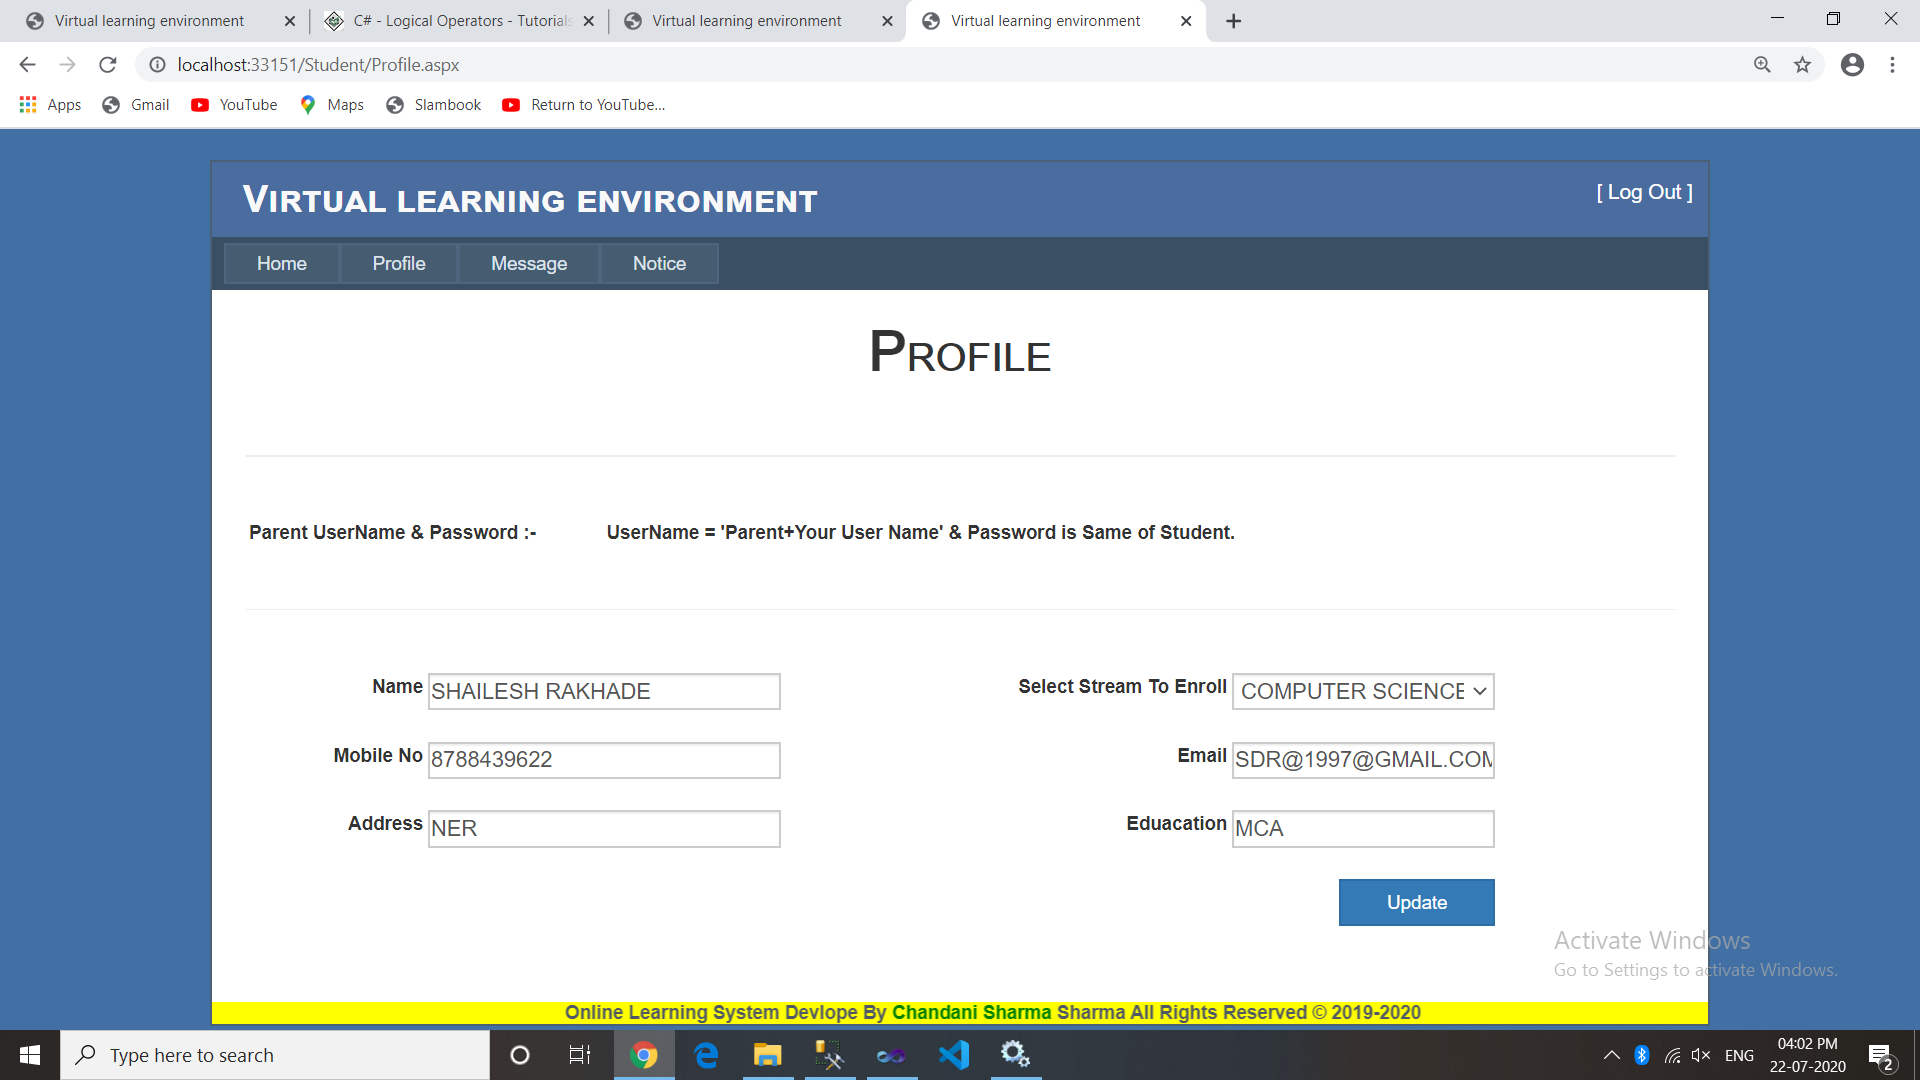 Virtual learning environment
C# - Logical Operators - Tutorials
Virtual learning environment
Virtual learning environment
localhost:33151/Student/Profile.aspx
Apps
Gmail
YouTube
Maps
Slambook
Return to YouTube...
VIRTUAL LEARNING ENVIRONMENT
[ Log Out ]
Home
Profile
Message
Notice
PROFILE
Parent UserName & Password :- UserName = 'Parent+Your User Name' & Password is Same of Student.
Name SHAILESH RAKHADE
Select Stream To Enroll COMPUTER SCIENCE
Mobile No 8788439622
Email SDR@1997@GMAIL.COM
Address NER
Eduacation MCA
Update
Activate Windows
Go to Settings to activate Windows.
Online Learning System Devlope By Chandani Sharma Sharma All Rights Reserved © 2019-2020
Type here to search
ENG
04:02 PM
22-07-2020
2